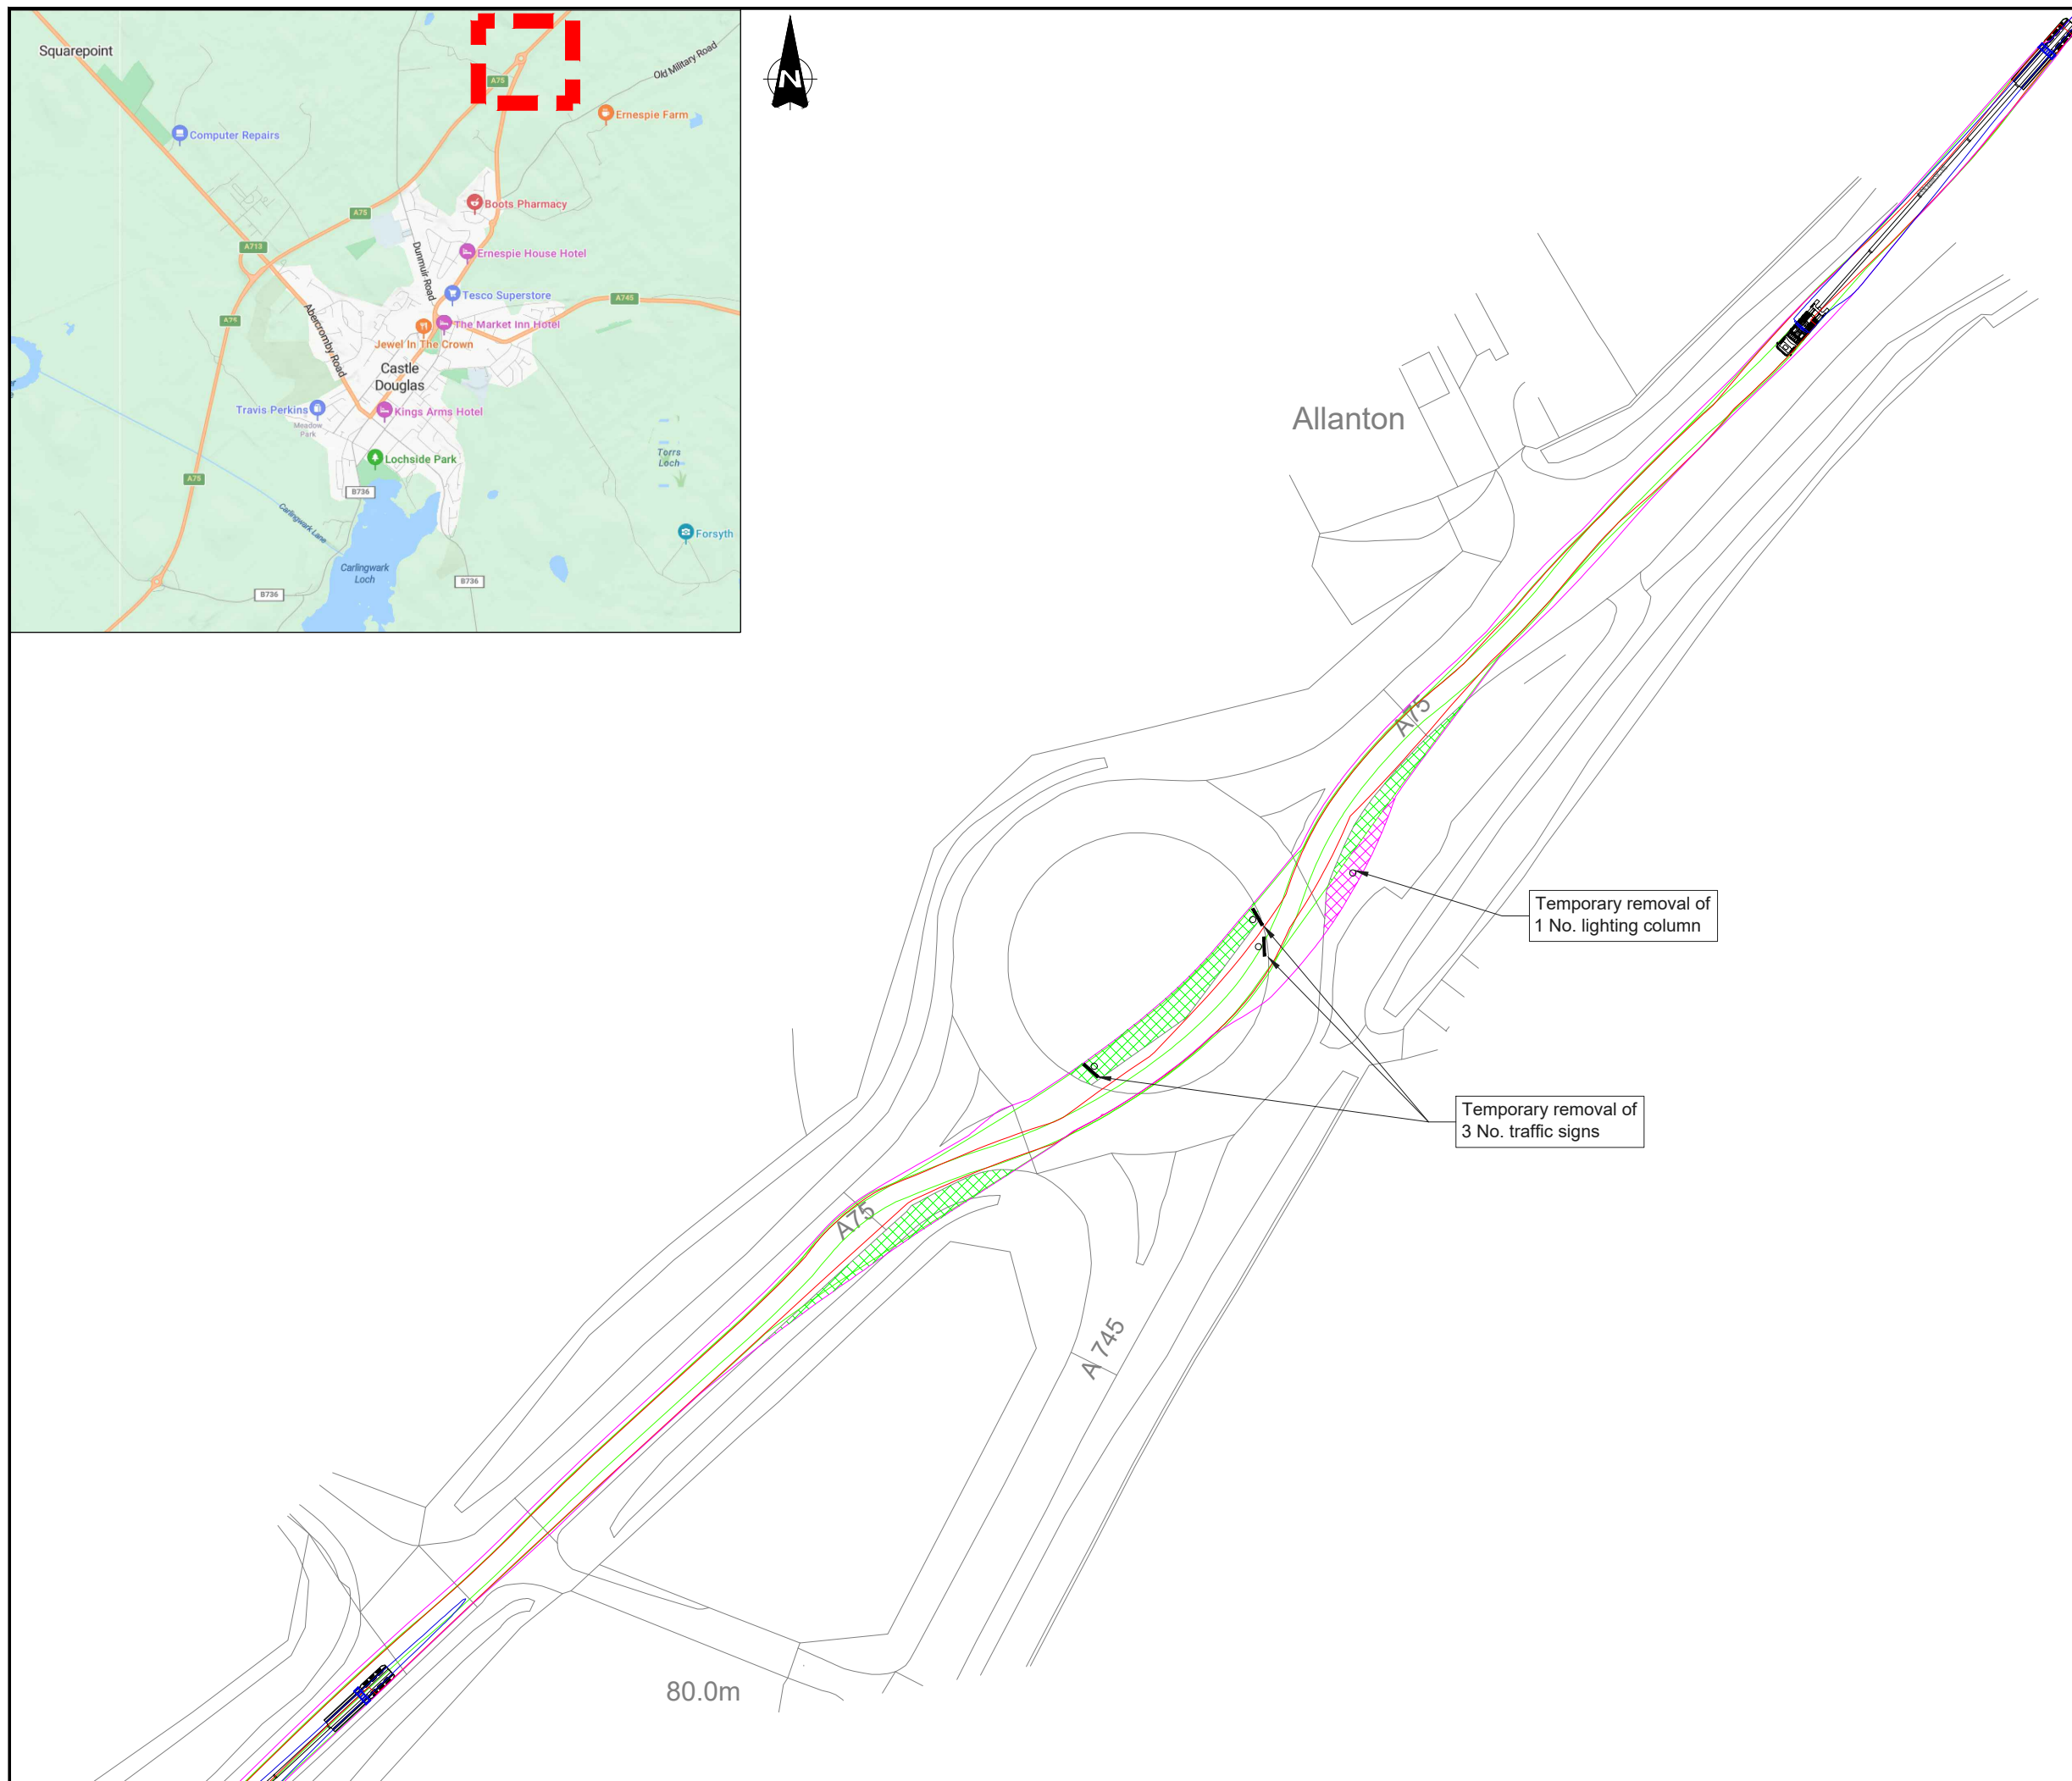 Squarepoint
Old Military Road
A75
Ernespie Farm
Computer Repairs
Boots Pharmacy
A75
A713
Dunmuir Road
Ernespie House Hotel
Tesco Superstore
A745
A75
Abercromby Road
The Market Inn Hotel
Jewel In The Crown
Castle
Douglas
Travis Perkins
Kings Arms Hotel
Meadow
Park
Lochside Park
Torrs
Loch
A75
B736
Carlingwark Lane
Forsyth
Carlingwark
Loch
B736
B736
N
Allanton
A75
Temporary removal of
1 No. lighting column
Temporary removal of
3 No. traffic signs
A75
A 745
80.0m